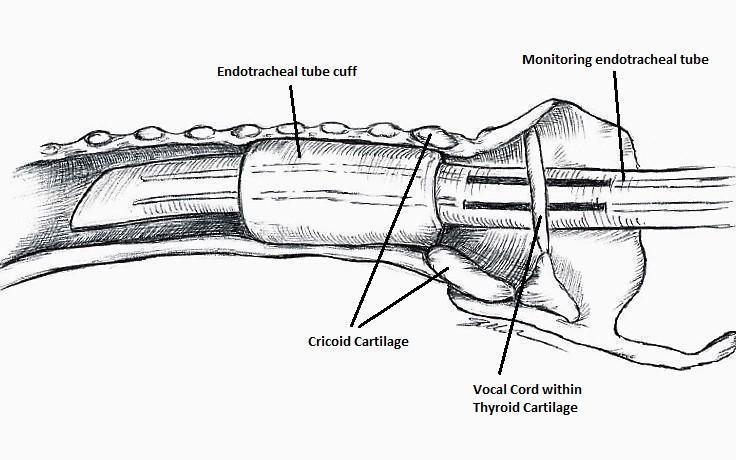 Monitoring endotracheal tube
Endotracheal tube cuff
Cricoid Cartilage
Vocal Cord within
Thyroid Cartilage